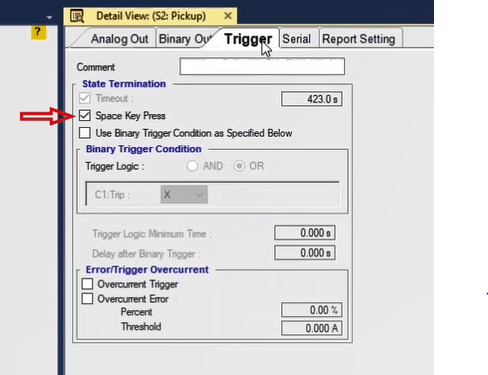 Detail View: (S2: Pickup) ×
?
Analog Out Binary Out Trigger Serial Report Setting
Comment
State Termination
Timeout : 423.0 s
Space Key Press
Use Binary Trigger Condition as Specified Below
Binary Trigger Condition
Trigger Logic : AND OR
C1:Trip : X
Trigger Logic Minimum Time : 0.000 s
Delay after Binary Trigger : 0.000 s
Error/Trigger Overcurrent
Overcurrent Trigger
Overcurrent Error
Percent 0.00 %
Threshold 0.000 A